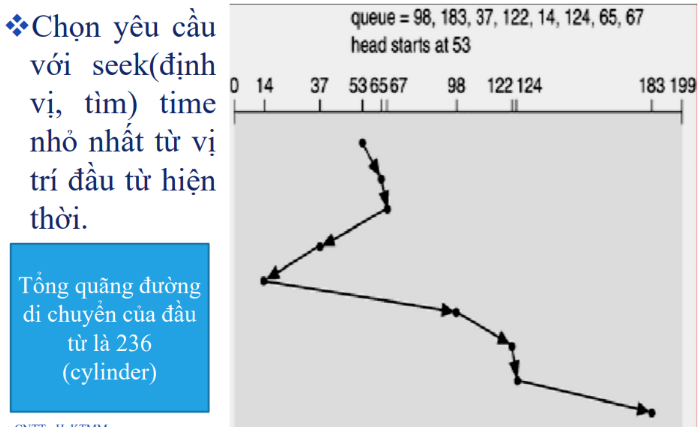 ❖Chọn yêu cầu
với seek(định
vị, tìm) time
nhỏ nhất từ vị
trí đầu từ hiện
thời.
Tổng quãng đường
di chuyển của đầu
từ là 236
(cylinder)
queue = 98, 183, 37, 122, 14, 124, 65, 67
head starts at 53
0 14 37 53 65 67 98 122 124 183 199